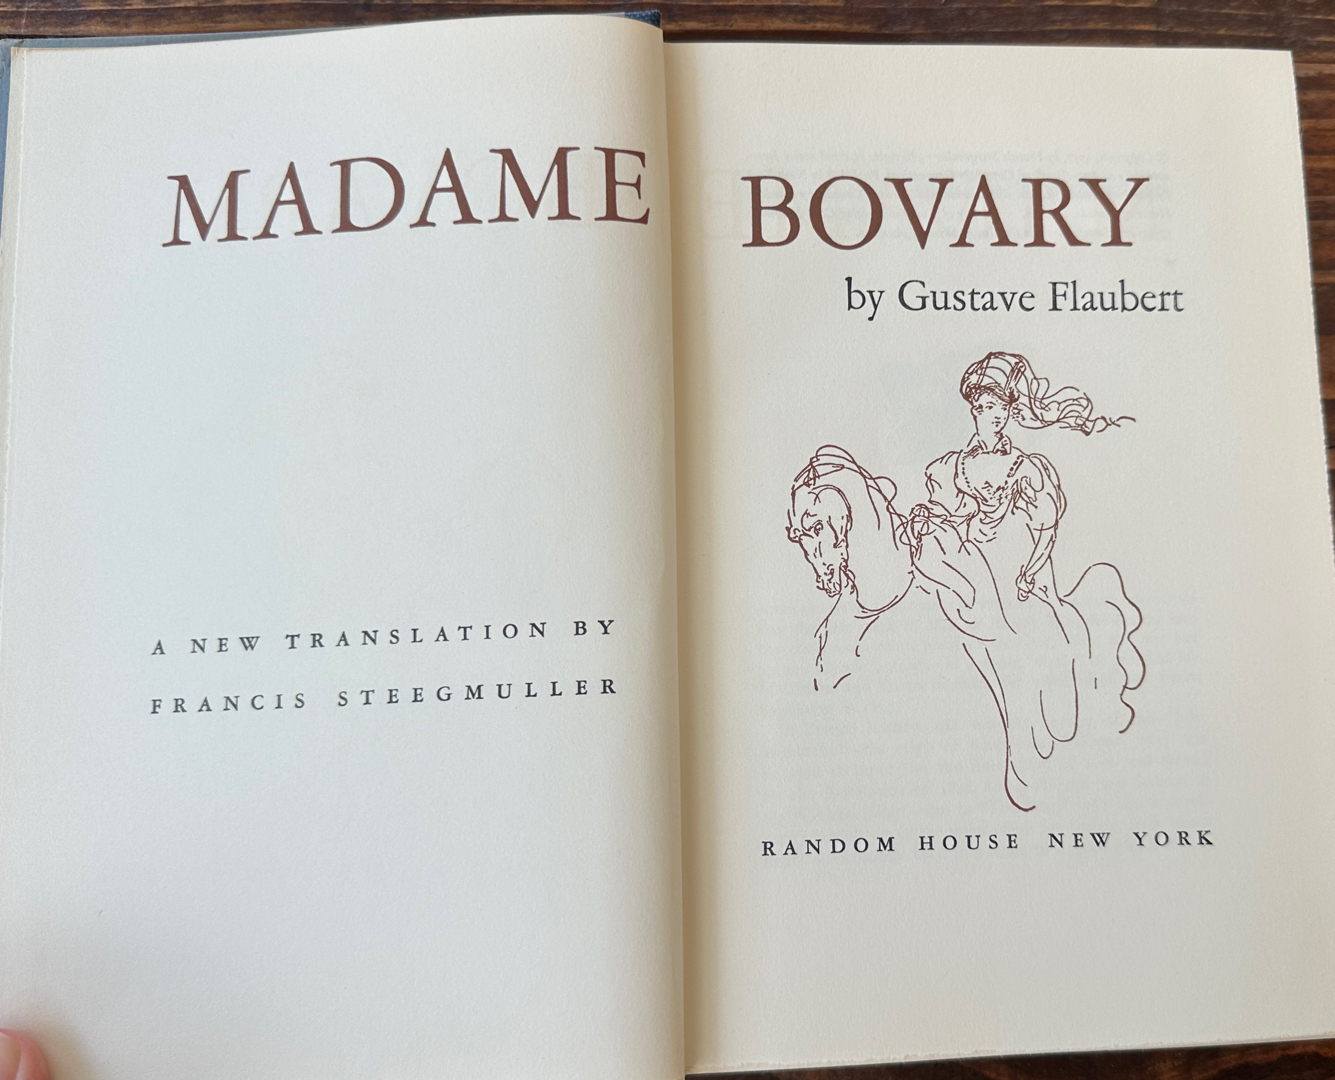 MADAME BOVARY
by Gustave Flaubert
A NEW TRANSLATION BY
FRANCIS STEEGMULLER
RANDOM HOUSE NEW YORK